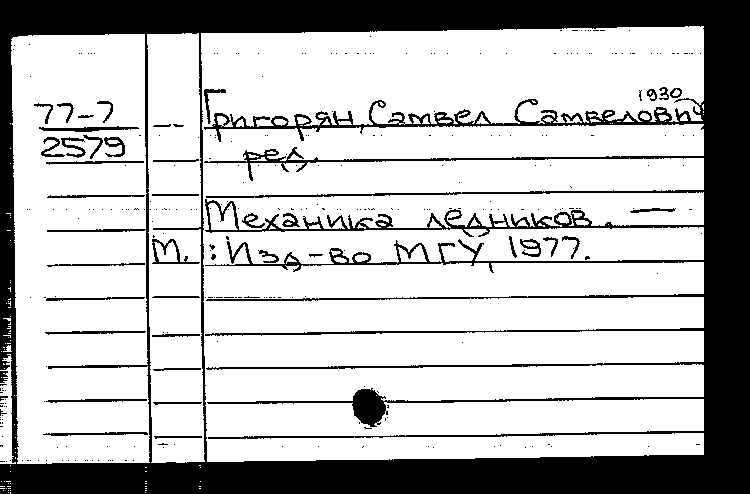 1930
77-7 -- Григорян, Самвел Самвелович
2579 ред.
Механика ледников. —
М. : Изд-во МГУ, 1977.